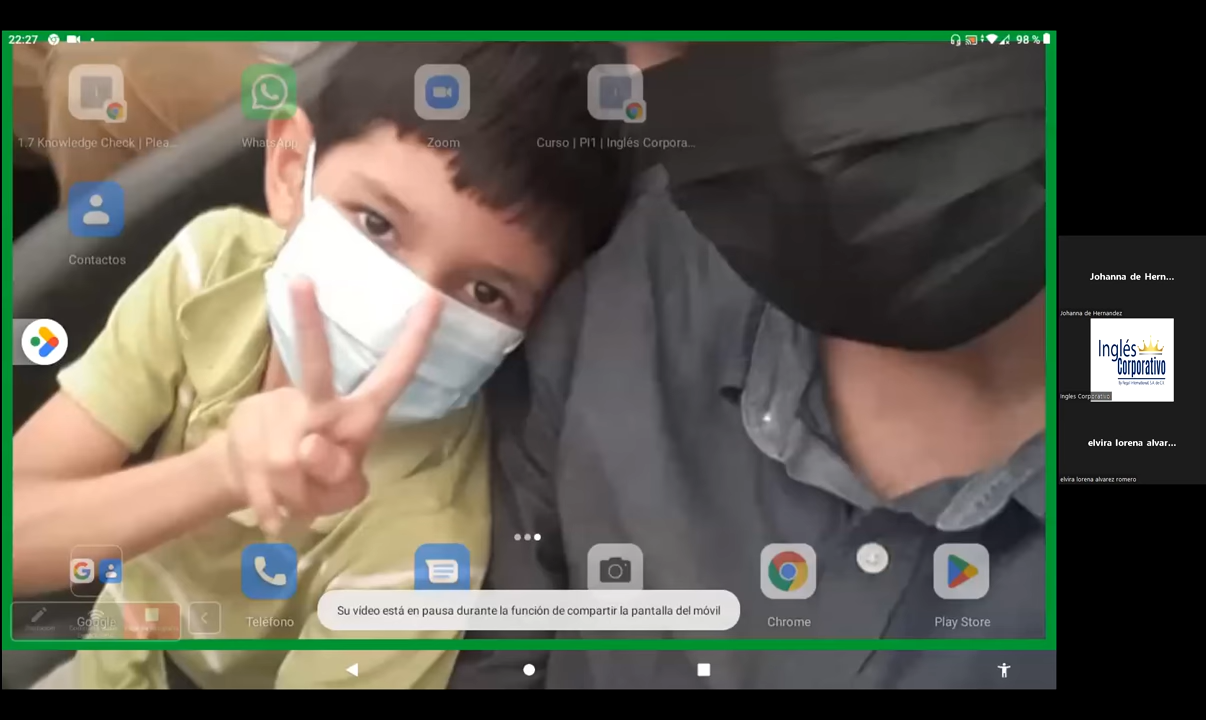 22:27
98 %
1.7 Knowledge Check | Plea...
WhatsApp
Zoom
Curso | PI1 | Inglés Corpora...
Contactos
Google
Teléfono
Chrome
Play Store
Su video está en pausa durante la función de compartir la pantalla del móvil
Johanna de Hern...
Johanna de Hernandez
Inglés
Corporativo
Ingles Corporativo
elvira lorena alvar...
elvira lorena alvarez romero